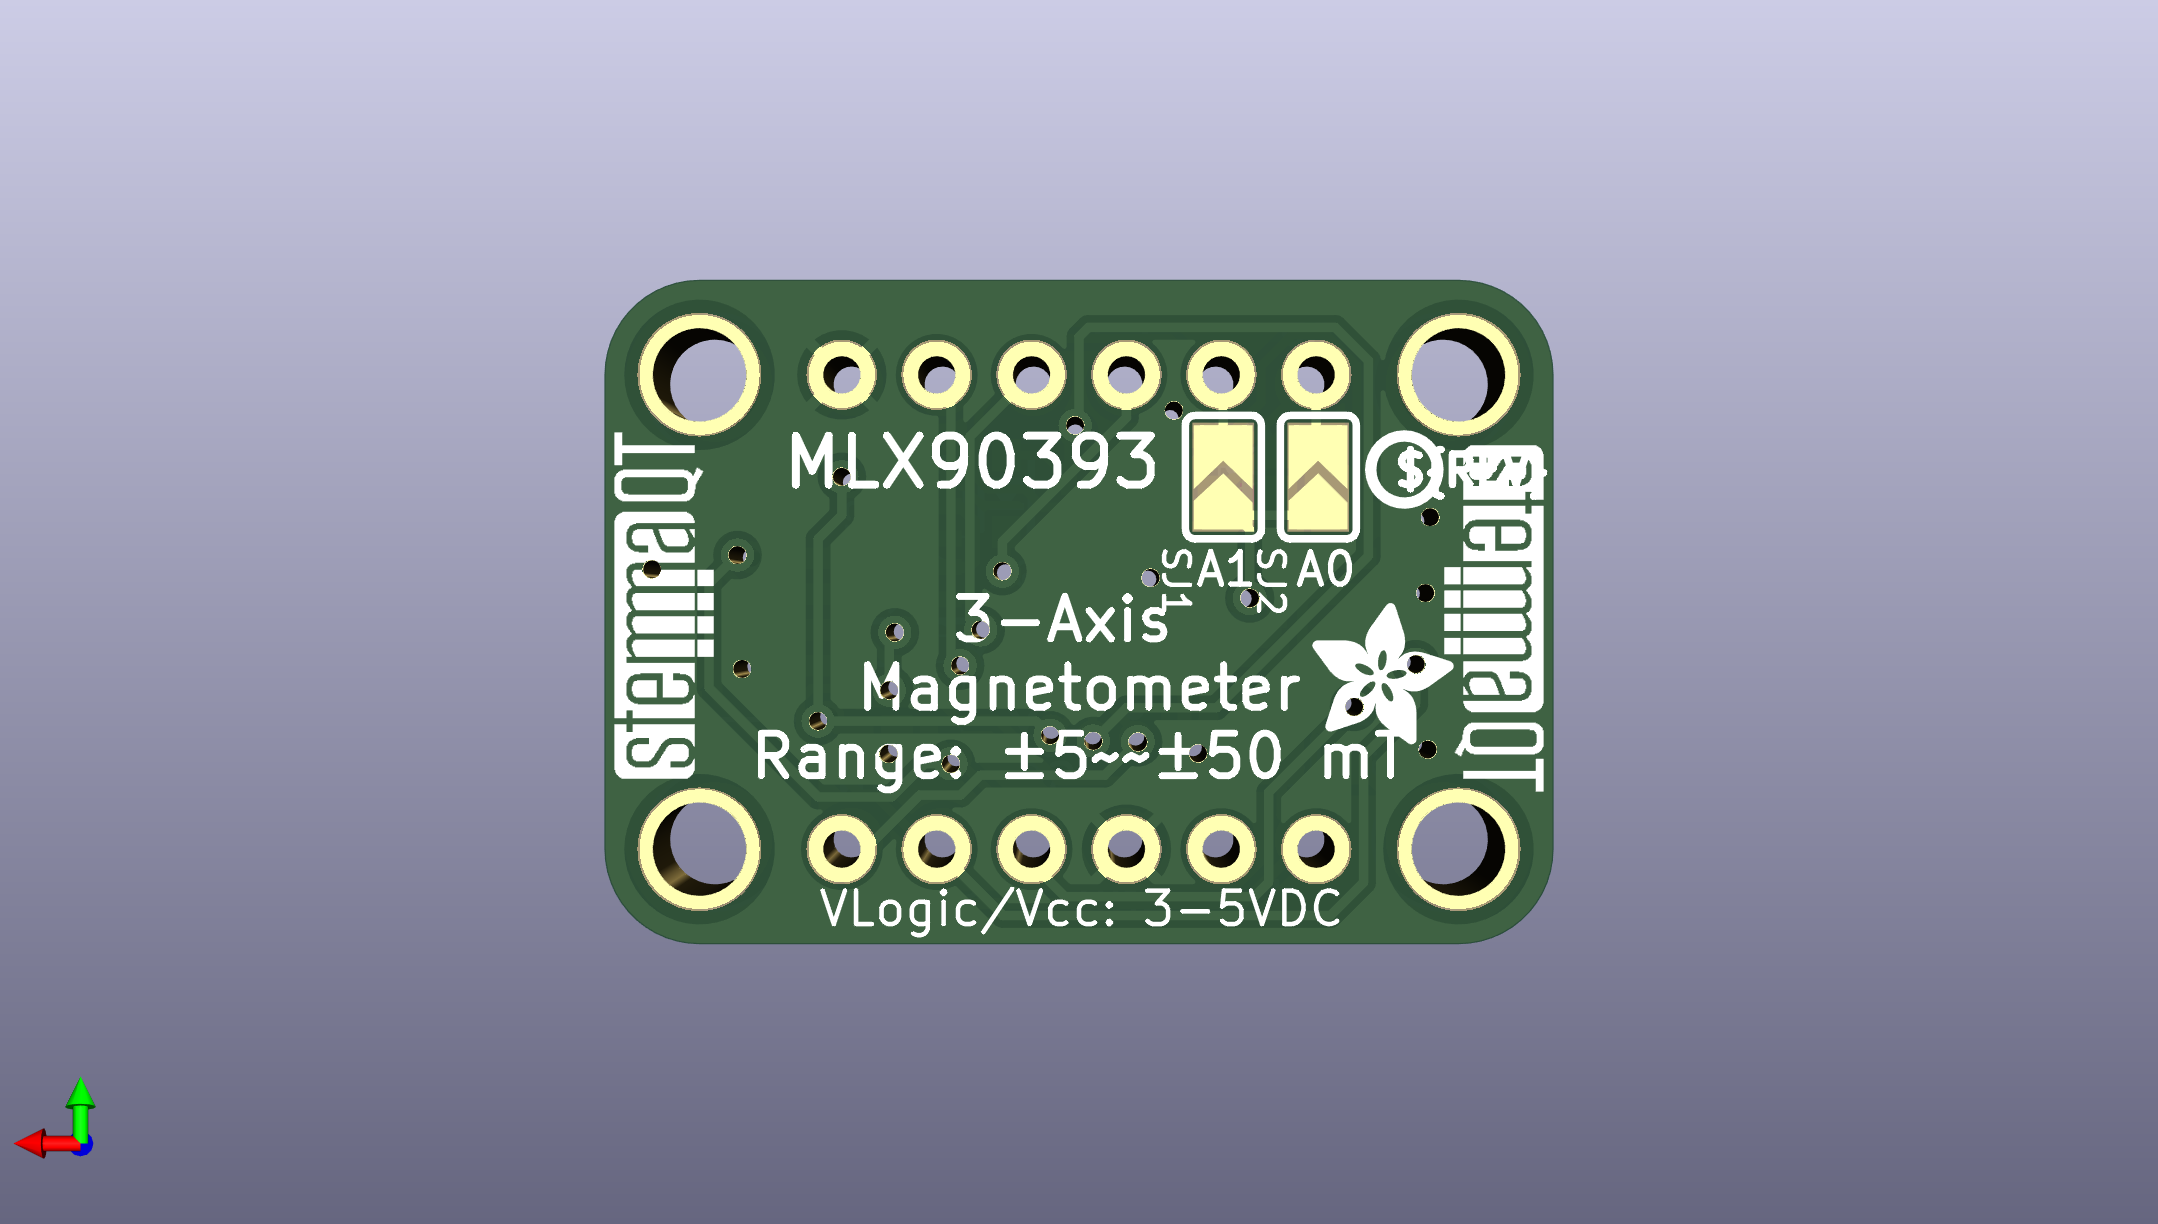 MLX90393
SJ1
A1
SJ2
A0
3-Axis
Magnetometer
Range: ±5~~±50 mT
VLogic/Vcc: 3-5VDC
stemmaQT
stemmaQT